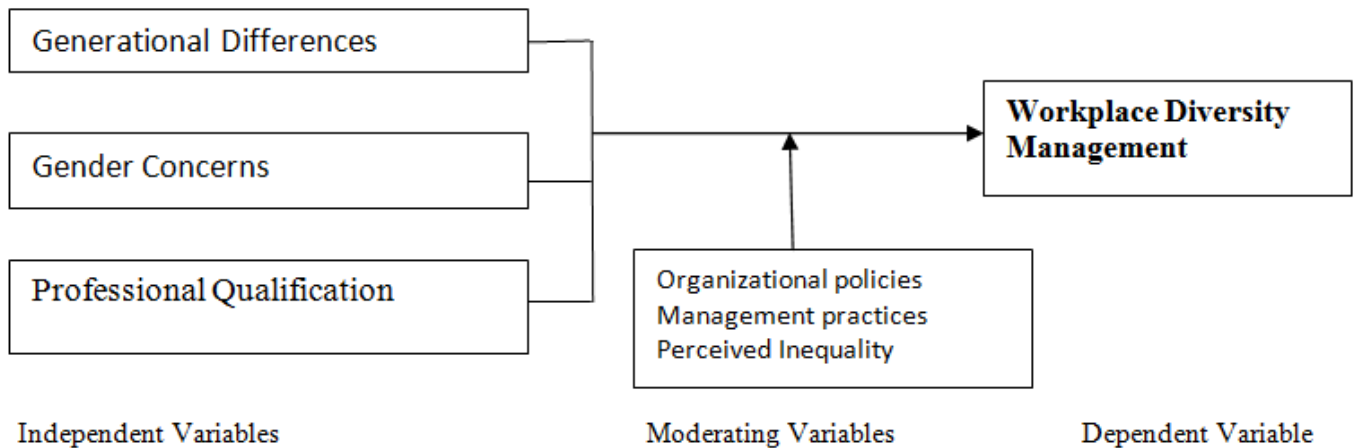 Generational Differences
Gender Concerns
Professional Qualification
Workplace Diversity
Management
Organizational policies
Management practices
Perceived Inequality
Independent Variables
Moderating Variables
Dependent Variable